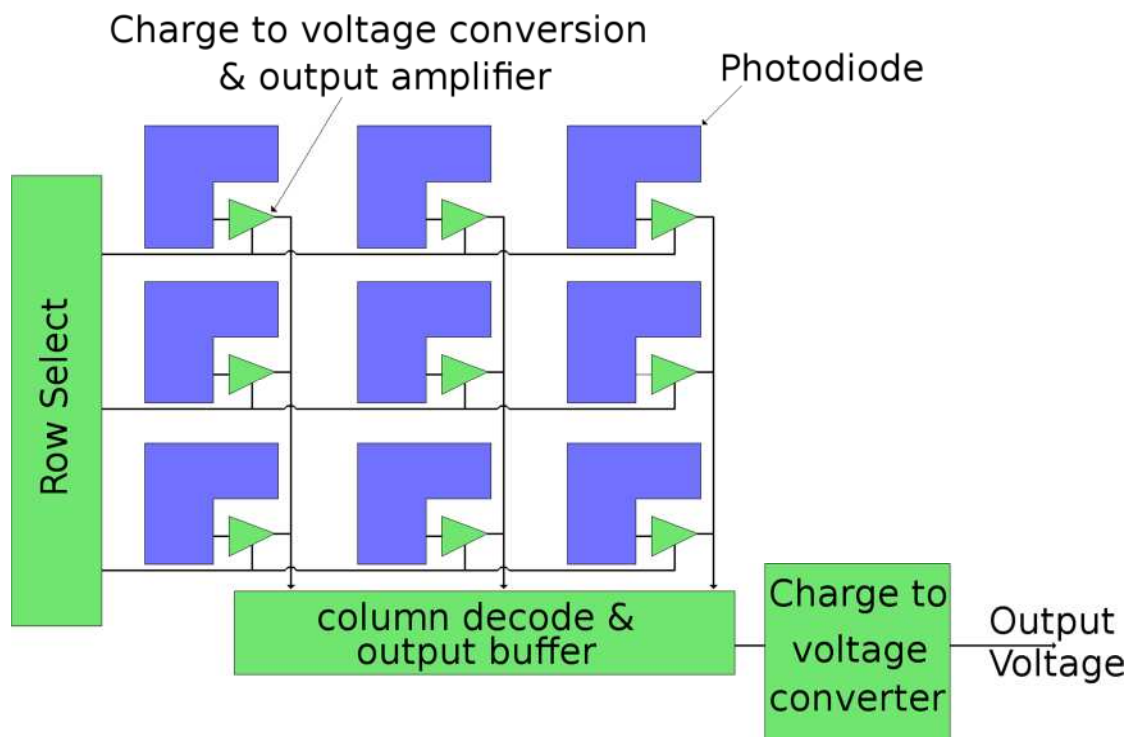 Charge to voltage conversion
& output amplifier
Photodiode
Row Select
column decode &
output buffer
Charge to
voltage
converter
Output
Voltage